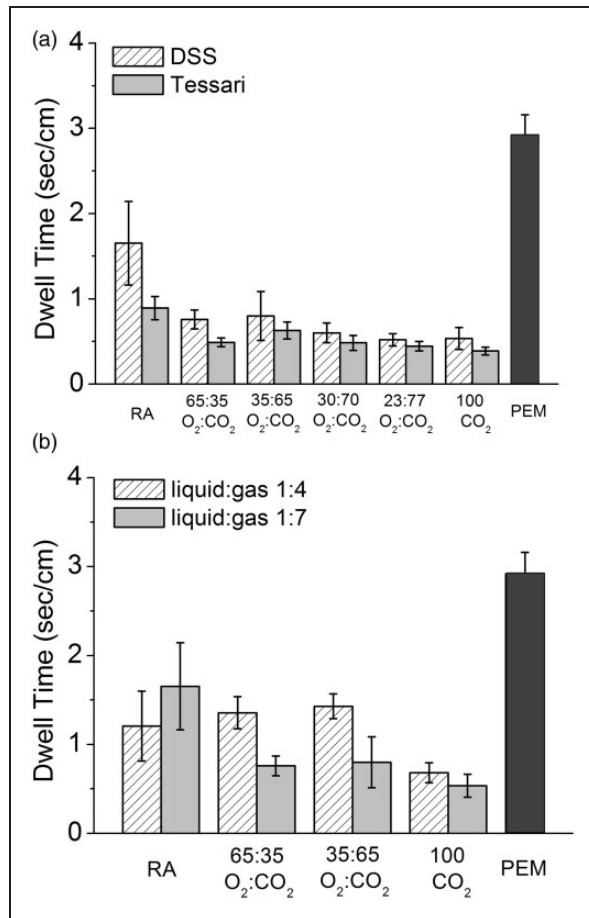 (a)
DSS
Tessari
Dwell Time (sec/cm)
4
3
2
1
0
RA
65:35 O₂:CO₂
35:65 O₂:CO₂
30:70 O₂:CO₂
23:77 O₂:CO₂
100 CO₂
PEM
(b)
liquid:gas 1:4
liquid:gas 1:7
Dwell Time (sec/cm)
4
3
2
1
0
RA
65:35 O₂:CO₂
35:65 O₂:CO₂
100 CO₂
PEM